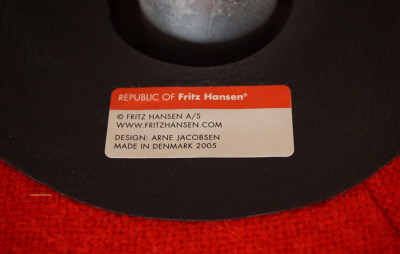 REPUBLIC OF Fritz Hansen®
© FRITZ HANSEN A/S
WWW.FRITZHANSEN.COM
DESIGN: ARNE JACOBSEN
MADE IN DENMARK 2005